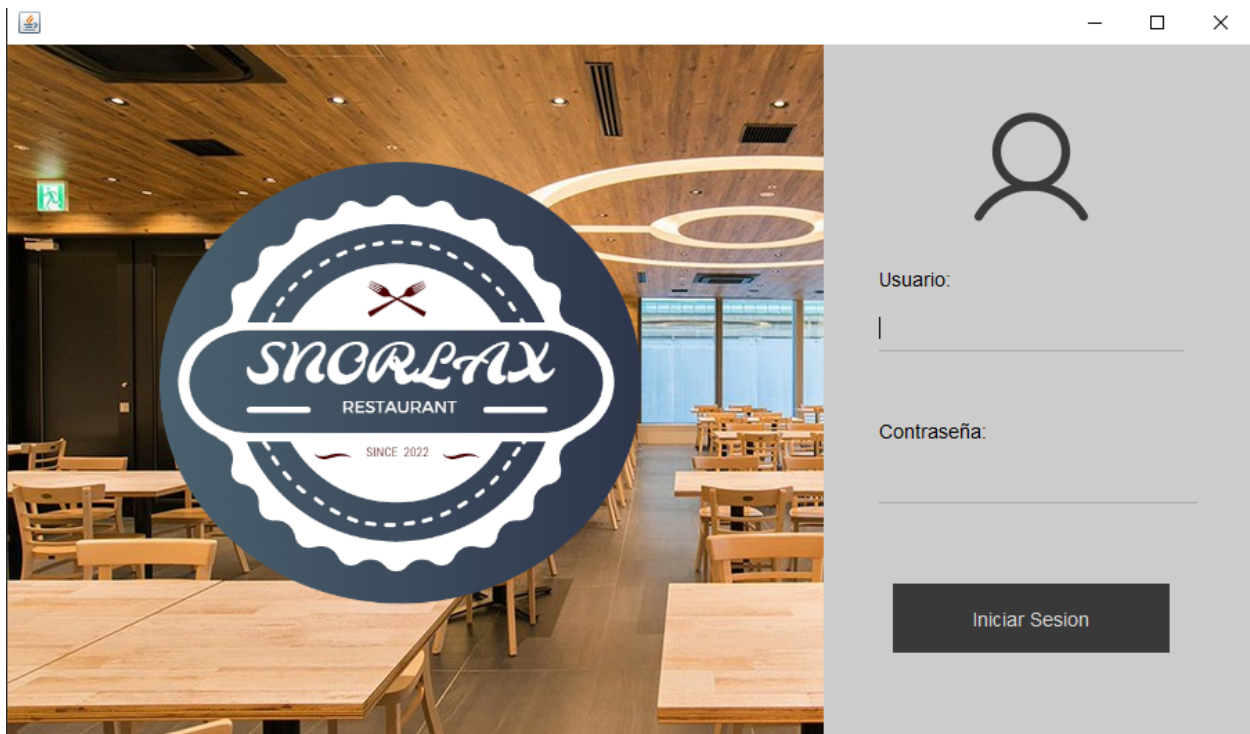 SNORLAX
RESTAURANT
SINCE 2022
Usuario:
Contraseña:
Iniciar Sesion